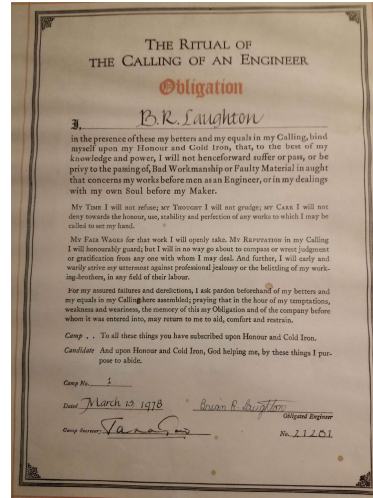 THE RITUAL OF
THE CALLING OF AN ENGINEER
Obligation
I, B.R. Laughton
in the presence of these my betters and my equals in my Calling, bind
myself upon my Honour and Cold Iron, that, to the best of my
knowledge and power, I will not henceforward suffer or pass, or be
privy to the passing of, Bad Workmanship or Faulty Material in aught
that concerns my works before men as an Engineer, or in my dealings
with my own Soul before my Maker.
MY TIME I will not refuse; MY THOUGHT I will not grudge; MY CARE I will not
deny towards the honour, use, stability and perfection of any works to which I may be
called to set my hand.
MY FAIR WAGES for that work I will openly take. MY REPUTATION in my Calling
I will honourably guard; but I will in no way go about to compass or wrest judgment
or gratification from any one with whom I may deal. And further, I will early and
warily strive my uttermost against professional jealousy or the belittling of my work-
ing-brothers, in any field of their labour.
For my assured failures and derelictions, I ask pardon beforehand of my betters and
my equals in my Calling here assembled; praying that in the hour of my temptations,
weakness and weariness, the memory of this my Obligation and of the company before
whom it was entered into, may return to me to aid, comfort and restrain.
Camp . . To all these things you have subscribed upon Honour and Cold Iron.
Candidate And upon Honour and Cold Iron, God helping me, by these things I pur-
pose to abide.
Camp No. 1
Dated March 13, 1978 Brian R. Laughton
Obligated Engineer
Camp Secretary No. 21281